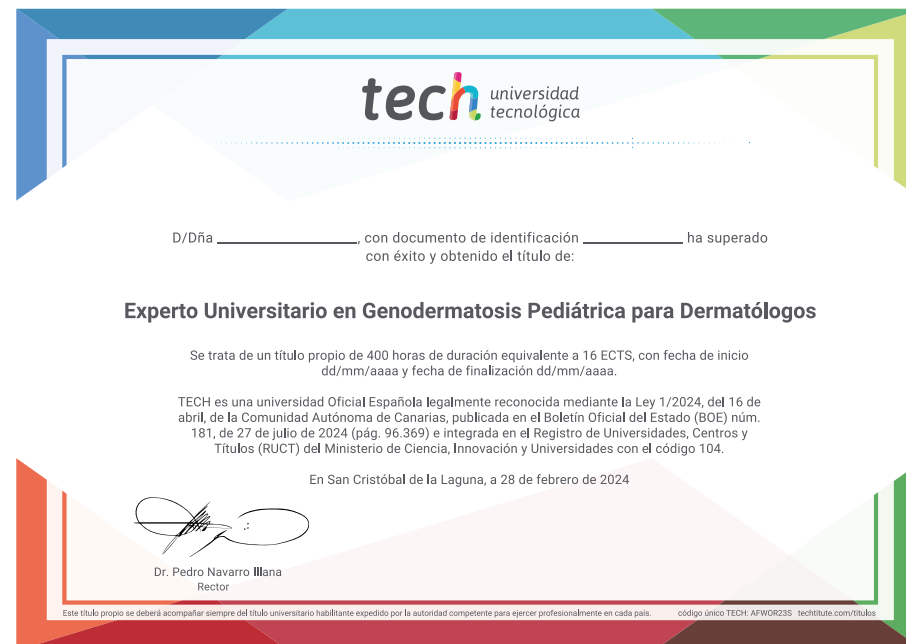 tech universidad
tecnológica
D/Dña ____________________, con documento de identificación ______________ ha superado
con éxito y obtenido el título de:
Experto Universitario en Genodermatosis Pediátrica para Dermatólogos
Se trata de un título propio de 400 horas de duración equivalente a 16 ECTS, con fecha de inicio
dd/mm/aaaa y fecha de finalización dd/mm/aaaa.
TECH es una universidad Oficial Española legalmente reconocida mediante la Ley 1/2024, del 16 de
abril, de la Comunidad Autónoma de Canarias, publicada en el Boletín Oficial del Estado (BOE) núm.
181, de 27 de julio de 2024 (pág. 96.369) e integrada en el Registro de Universidades, Centros y
Títulos (RUCT) del Ministerio de Ciencia, Innovación y Universidades con el código 104.
En San Cristóbal de la Laguna, a 28 de febrero de 2024
Dr. Pedro Navarro Illana
Rector
Este título propio se deberá acompañar siempre del título universitario habilitante expedido por la autoridad competente para ejercer profesionalmente en cada país. código único TECH: AFWOR23S techtitute.com/titulos